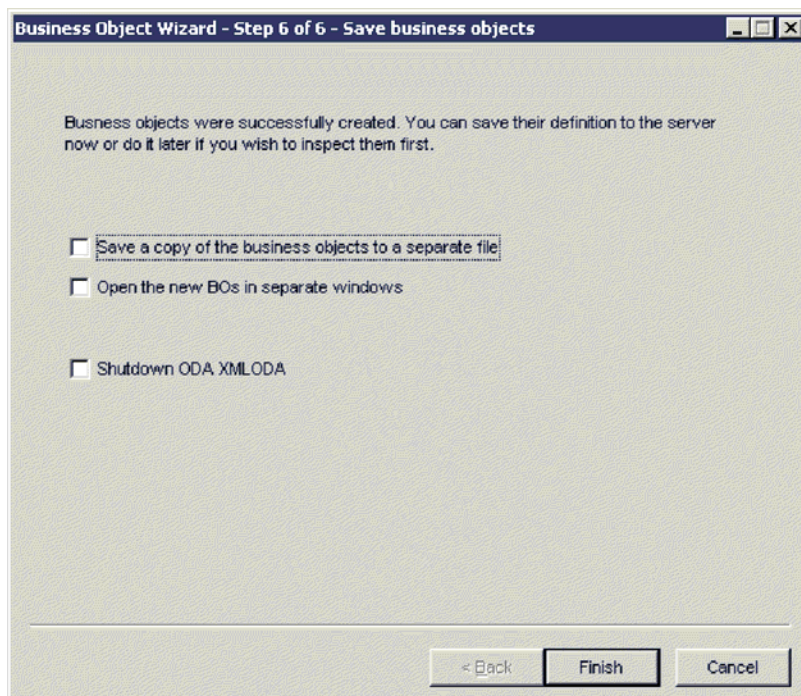 Business Object Wizard - Step 6 of 6 - Save business objects
Busness objects were successfully created. You can save their definition to the server
now or do it later if you wish to inspect them first.
Save a copy of the business objects to a separate file
Open the new BOs in separate windows
Shutdown ODA XMLODA
< Back
Finish
Cancel